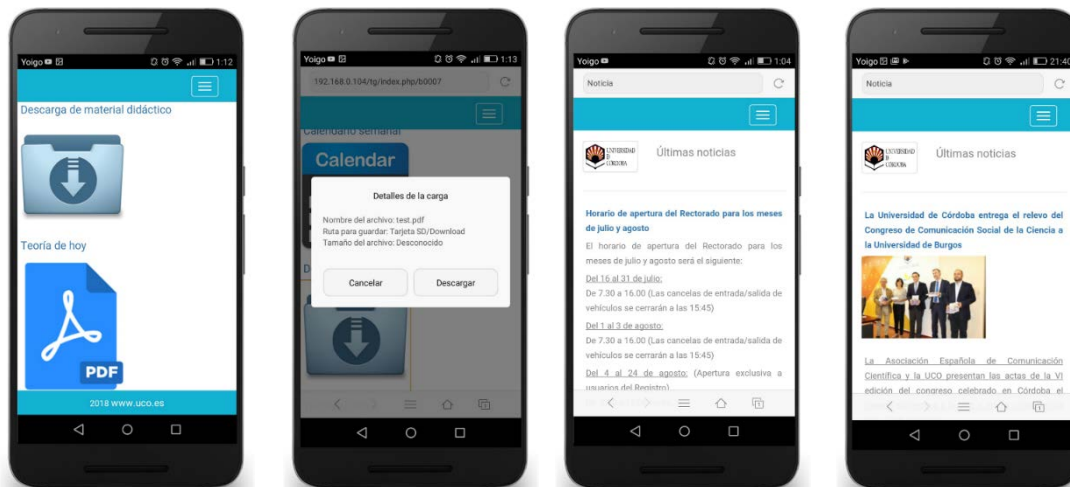 Yoigo 1:12
Descarga de material didáctico
Teoría de hoy
PDF
2018 www.uco.es
Yoigo 1:13
192.168.0.104/tg/index.php/b0007
Calendario semanal
Calendar
Detalles de la carga
Nombre del archivo: test.pdf
Ruta para guardar: Tarjeta SD/Download
Tamaño del archivo: Desconocido
Cancelar Descargar
Yoigo 1:04
Noticia
UNIVERSIDAD
D
CÓRDOBA
Últimas noticias
Horario de apertura del Rectorado para los meses
de julio y agosto
El horario de apertura del Rectorado para los
meses de julio y agosto será el siguiente:
Del 16 al 31 de julio:
De 7.30 a 16.00 (Las cancelas de entrada/salida de
vehículos se cerrarán a las 15:45)
Del 1 al 3 de agosto:
De 7.30 a 16.00 (Las cancelas de entrada/salida de
vehículos se cerrarán a las 15:45)
Del 4 al 24 de agosto: (Apertura exclusiva a
usuarios del Registro)
Yoigo 21:40
Noticia
UNIVERSIDAD
D
CÓRDOBA
Últimas noticias
La Universidad de Córdoba entrega el relevo del
Congreso de Comunicación Social de la Ciencia a
la Universidad de Burgos
La Asociación Española de Comunicación
Científica y la UCO presentan las actas de la VI
edición del congreso celebrado en Córdoba el